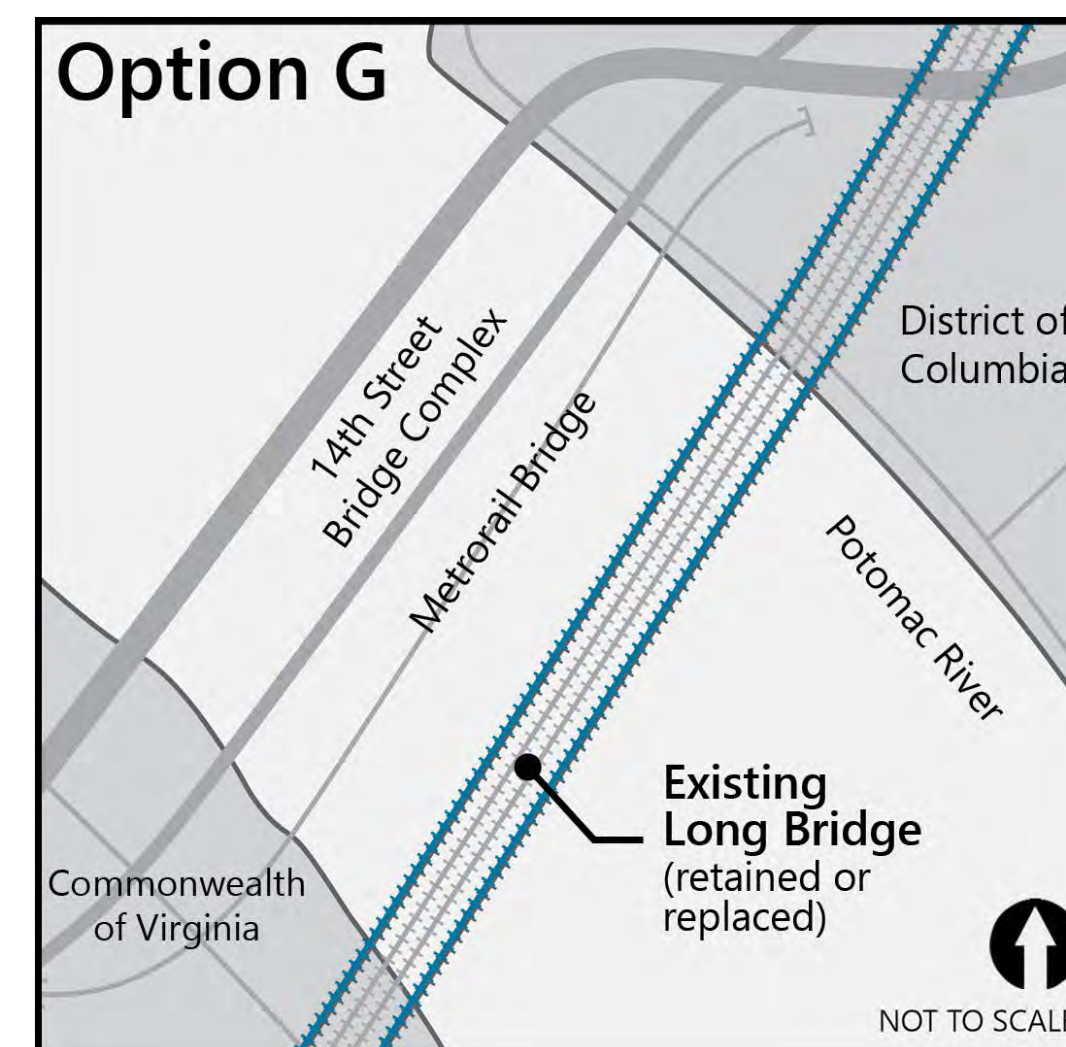 Option G
14th Street
Bridge Complex
Metrorail Bridge
District of
Columbia
Potomac River
Existing
Long Bridge
(retained or
replaced)
Commonwealth
of Virginia
NOT TO SCALE